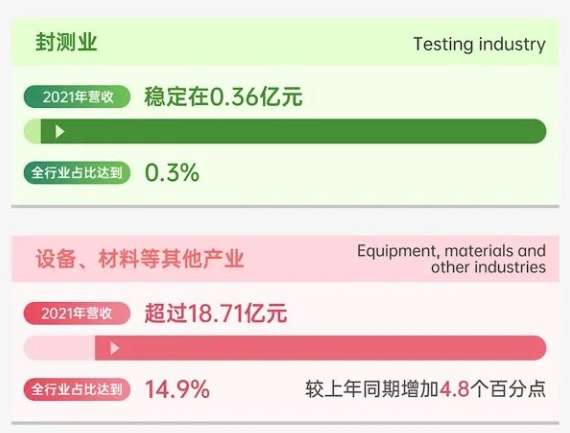 封测业
Testing industry
2021年营收 稳定在0.36亿元
全行业占比达到 0.3%
设备、材料等其他产业
Equipment, materials and
other industries
2021年营收 超过18.71亿元
全行业占比达到 14.9% 较上年同期增加4.8个百分点